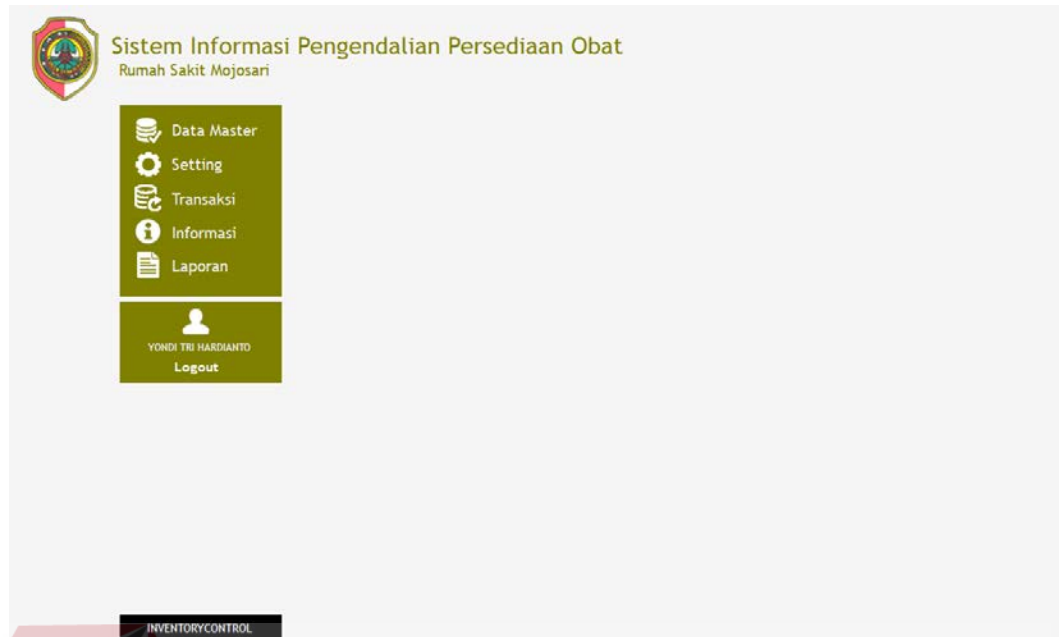 Sistem Informasi Pengendalian Persediaan Obat
Rumah Sakit Mojosari
Data Master
Setting
Transaksi
Informasi
Laporan
YONDI TRI HARDIANTO
Logout
INVENTORYCONTROL